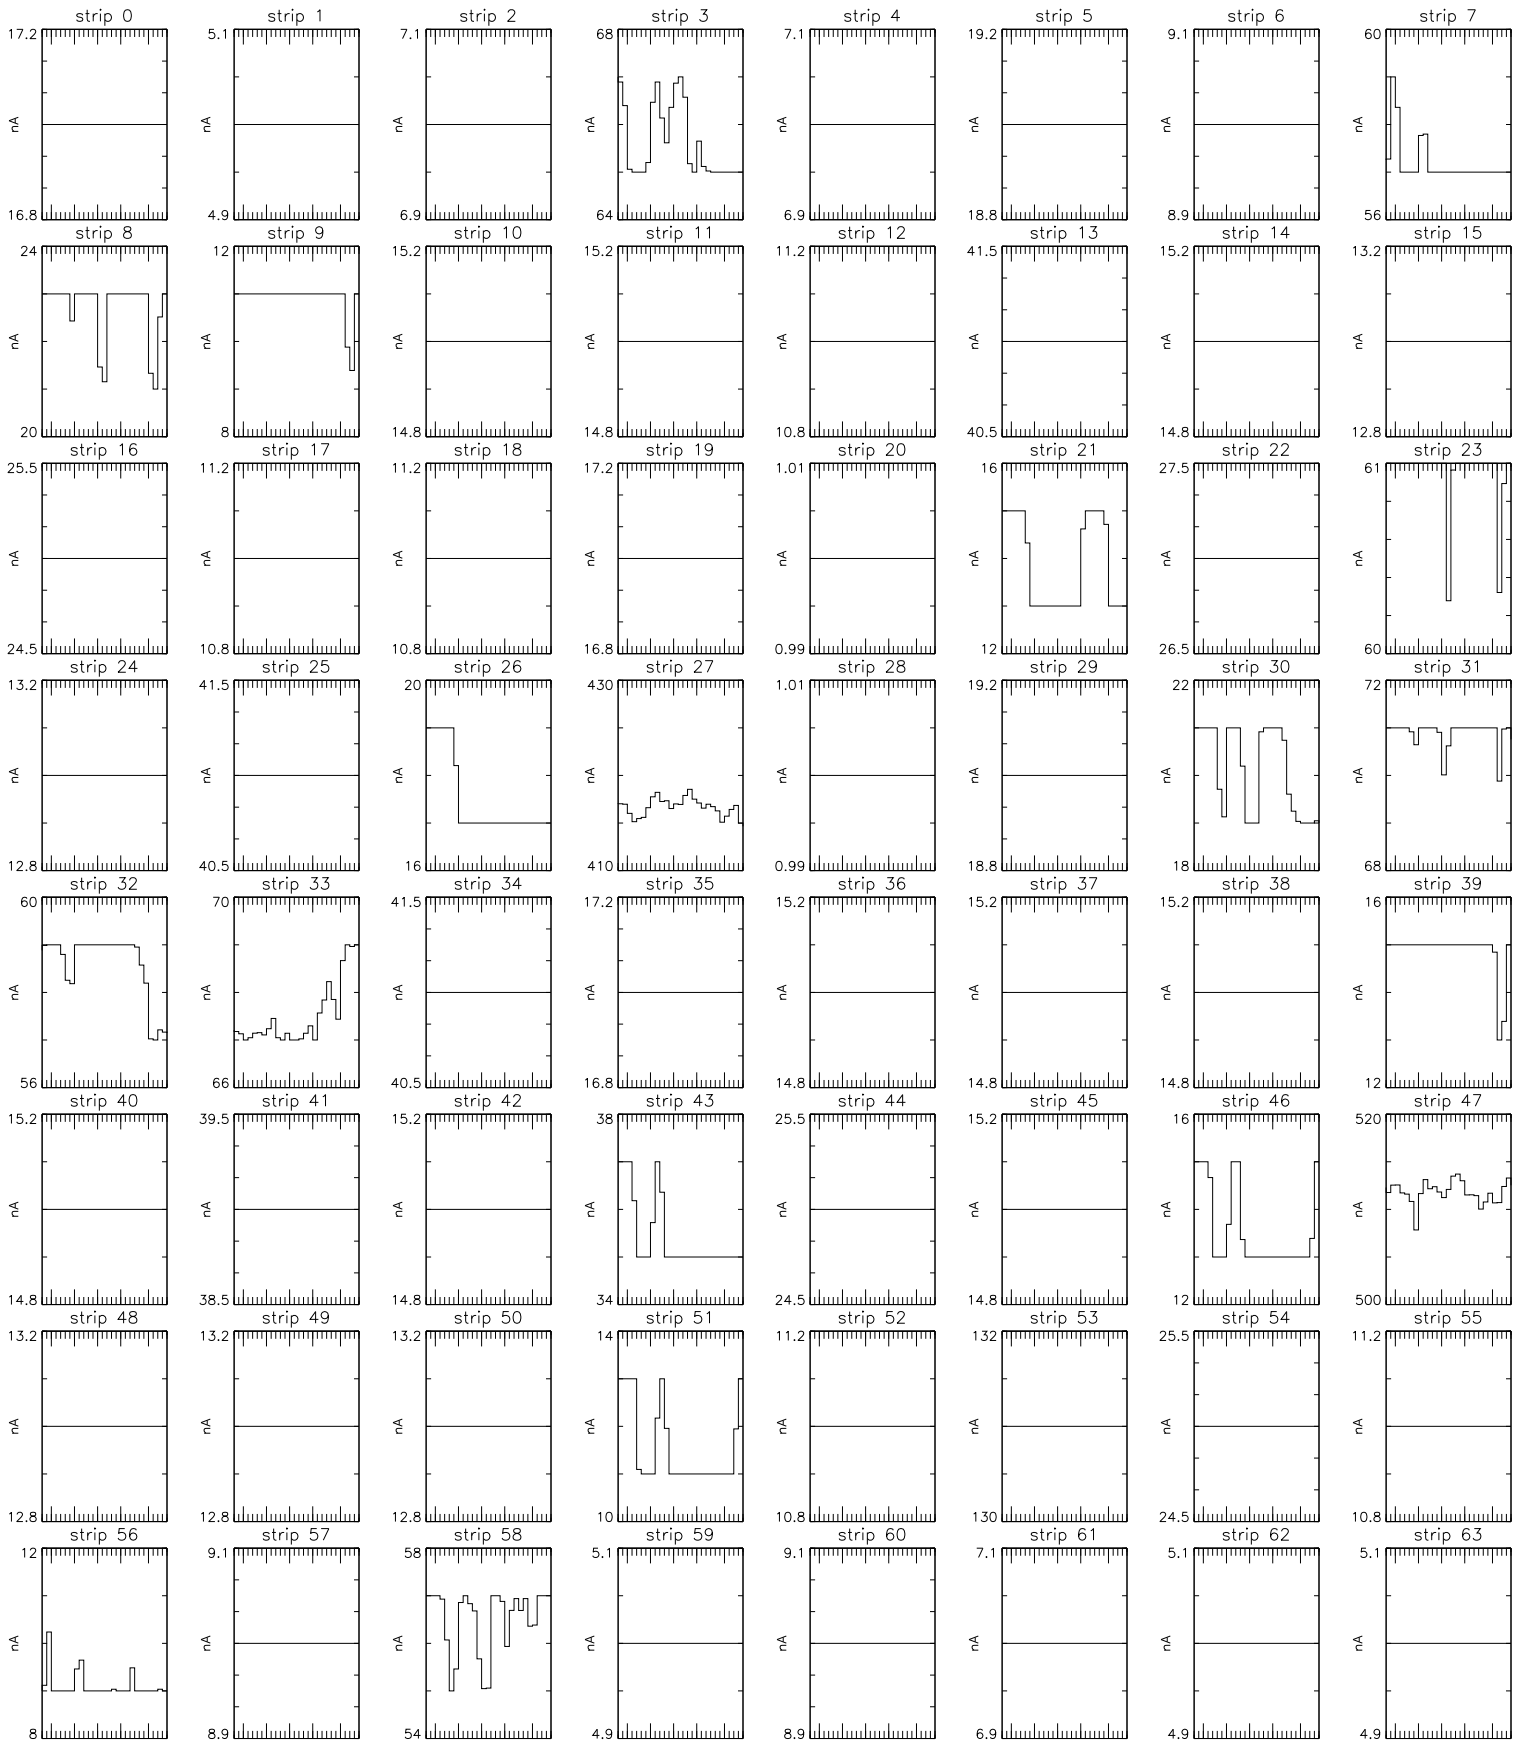 strip 0 strip 1 strip 2 strip 3 strip 4 strip 5 strip 6 strip 7
17.2 5.1 7.1 68 7.1 19.2 9.1 60
nA nA nA nA nA nA nA nA
16.8 4.9 6.9 64 6.9 18.8 8.9 56
strip 8 strip 9 strip 10 strip 11 strip 12 strip 13 strip 14 strip 15
24 12 15.2 15.2 11.2 41.5 15.2 13.2
nA nA nA nA nA nA nA nA
20 8 14.8 14.8 10.8 40.5 14.8 12.8
strip 16 strip 17 strip 18 strip 19 strip 20 strip 21 strip 22 strip 23
25.5 11.2 11.2 17.2 1.01 16 27.5 61
nA nA nA nA nA nA nA nA
24.5 10.8 10.8 16.8 0.99 12 26.5 60
strip 24 strip 25 strip 26 strip 27 strip 28 strip 29 strip 30 strip 31
13.2 41.5 20 430 1.01 19.2 22 72
nA nA nA nA nA nA nA nA
12.8 40.5 16 410 0.99 18.8 18 68
strip 32 strip 33 strip 34 strip 35 strip 36 strip 37 strip 38 strip 39
60 70 41.5 17.2 15.2 15.2 15.2 16
nA nA nA nA nA nA nA nA
56 66 40.5 16.8 14.8 14.8 14.8 12
strip 40 strip 41 strip 42 strip 43 strip 44 strip 45 strip 46 strip 47
15.2 39.5 15.2 38 25.5 15.2 16 520
nA nA nA nA nA nA nA nA
14.8 38.5 14.8 34 24.5 14.8 12 500
strip 48 strip 49 strip 50 strip 51 strip 52 strip 53 strip 54 strip 55
13.2 13.2 13.2 14 11.2 132 25.5 11.2
nA nA nA nA nA nA nA nA
12.8 12.8 12.8 10 10.8 130 24.5 10.8
strip 56 strip 57 strip 58 strip 59 strip 60 strip 61 strip 62 strip 63
12 9.1 58 5.1 9.1 7.1 5.1 5.1
nA nA nA nA nA nA nA nA
8 8.9 54 4.9 8.9 6.9 4.9 4.9